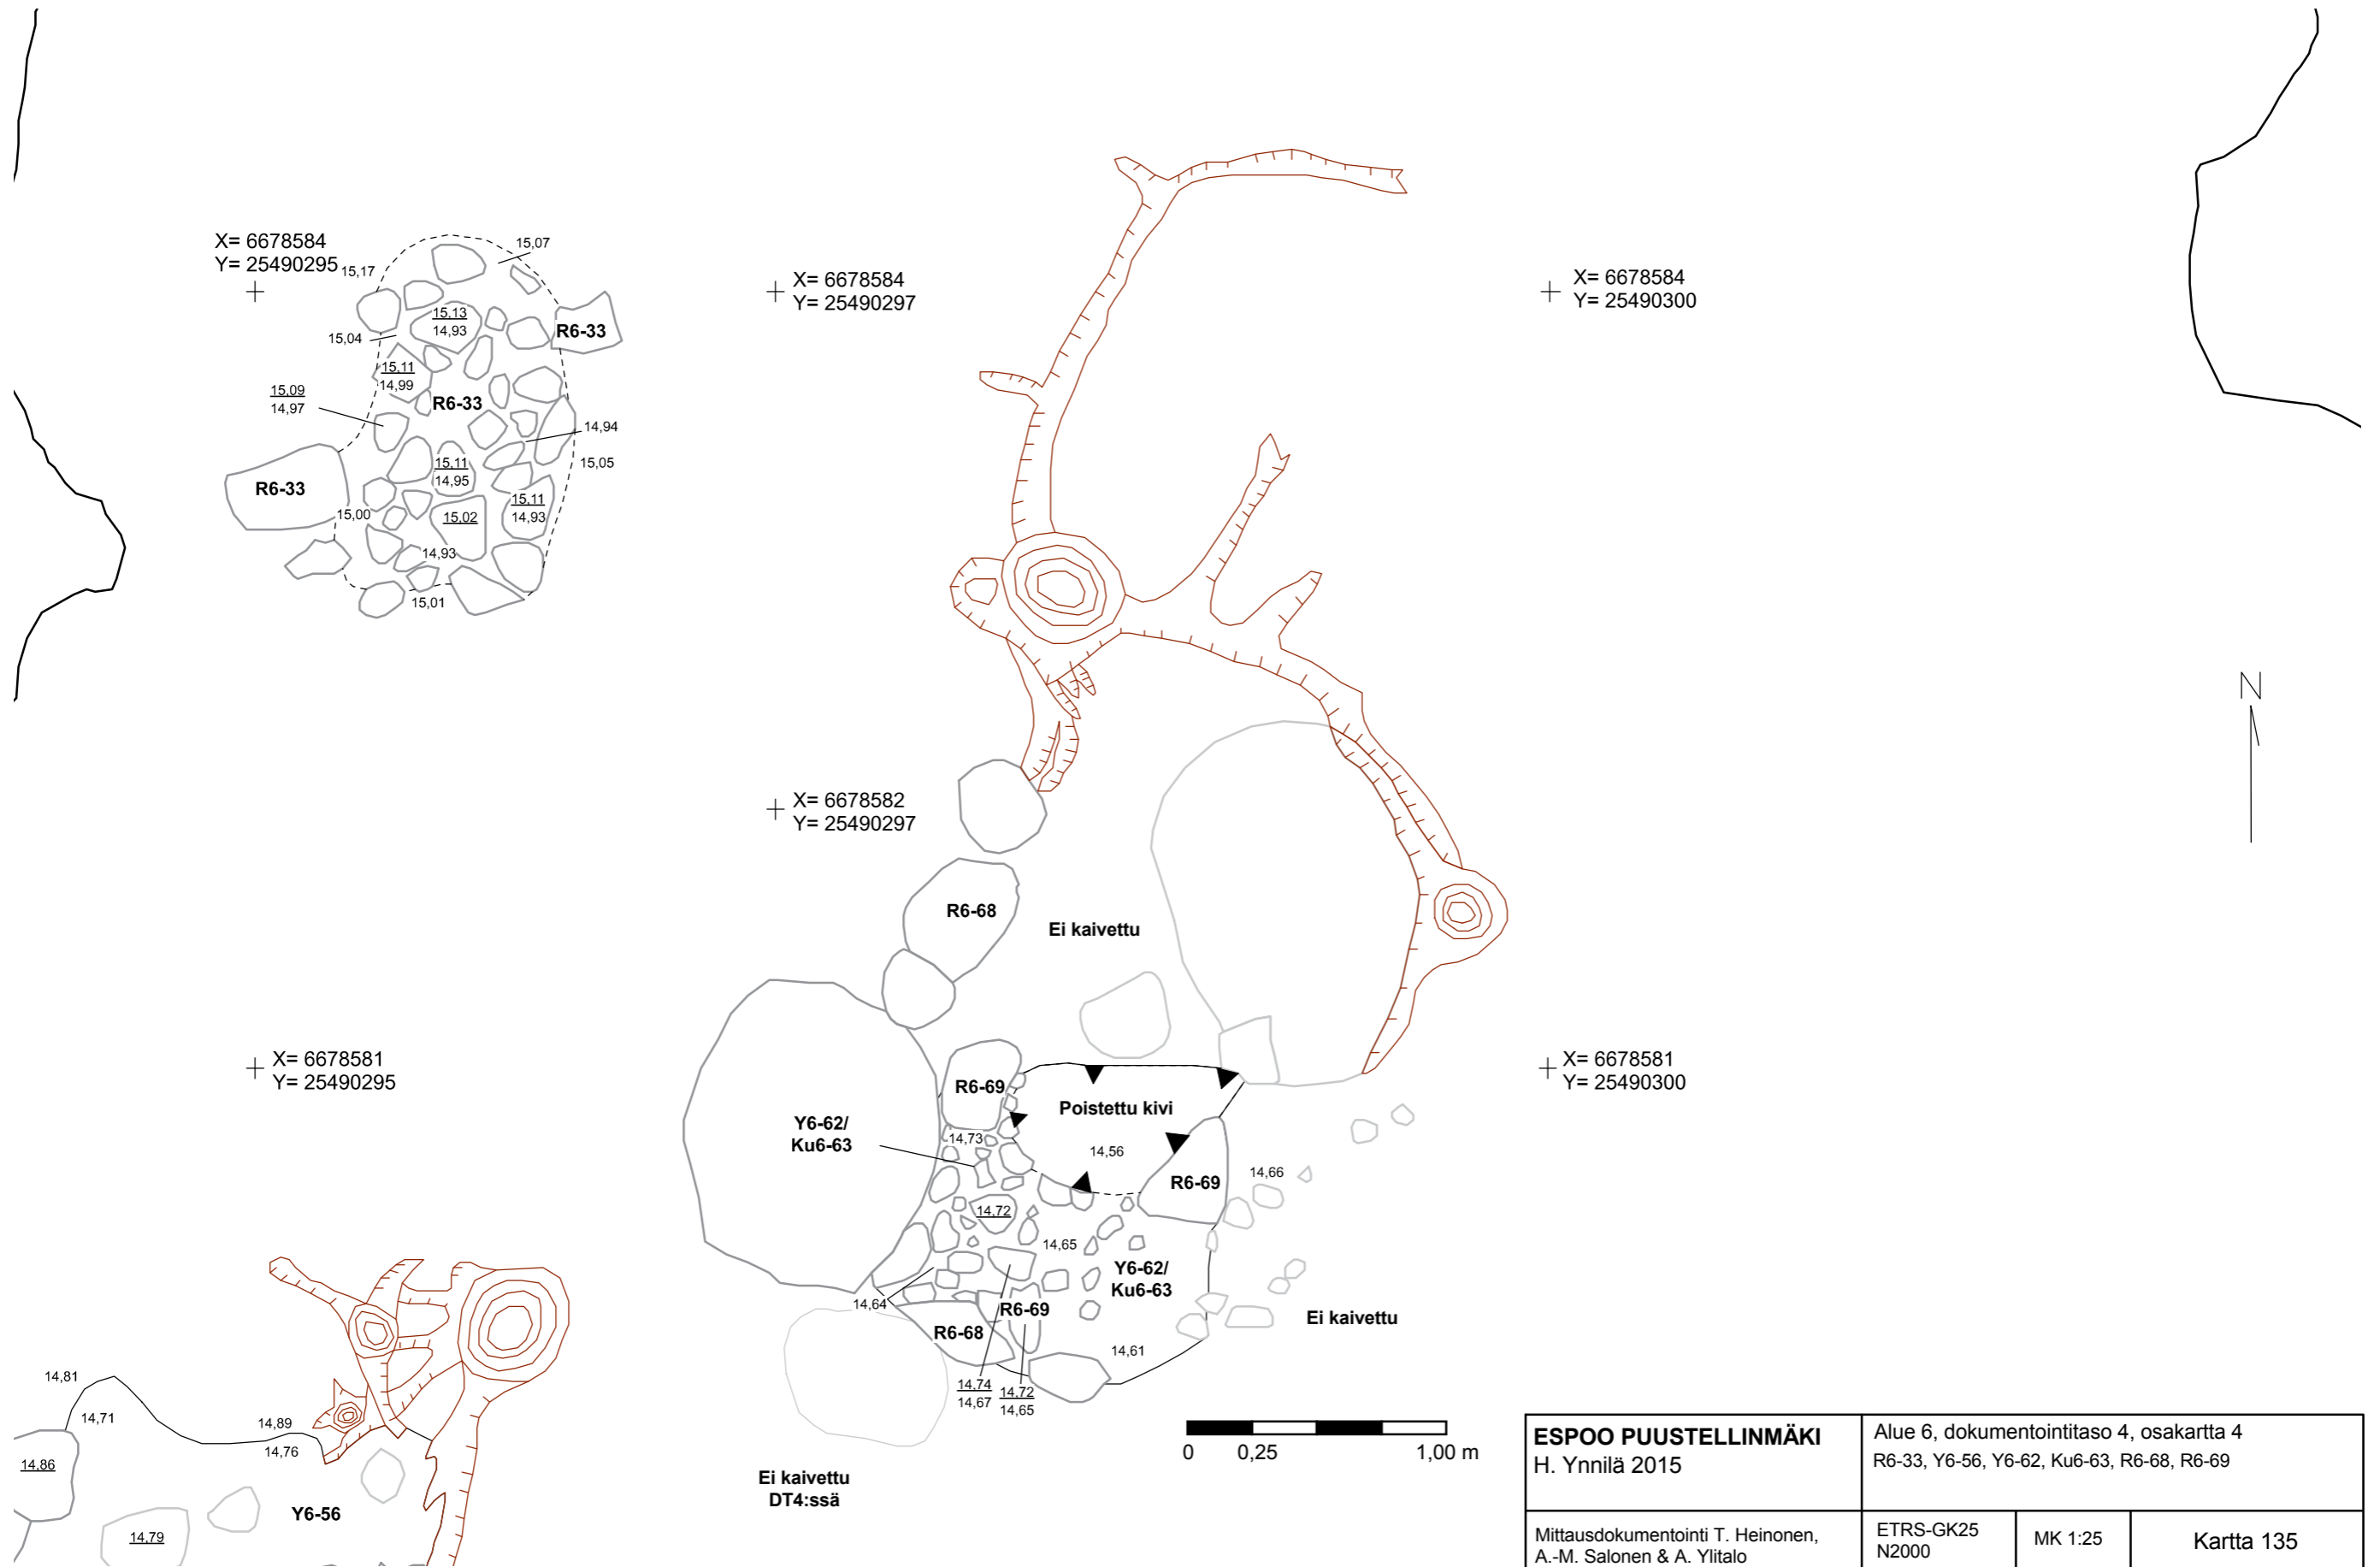 X= 6678584
Y= 25490295
15,17
15,07
X= 6678584
Y= 25490297
X= 6678584
Y= 25490300
15,04
15,13
14,93
R6-33
15,11
14,99
15,09
14,97
R6-33
14,94
15,05
15,11
14,95
R6-33
15,00
15,02
15,11
14,93
14,93
15,01
N
X= 6678582
Y= 25490297
R6-68
Ei kaivettu
X= 6678581
Y= 25490295
X= 6678581
Y= 25490300
R6-69
Poistettu kivi
Y6-62/
Ku6-63
14,73
14,56
R6-69
14,66
14,72
14,65
Y6-62/
Ku6-63
14,64
R6-69
R6-68
Ei kaivettu
14,61
14,74
14,67
14,72
14,65
14,81
14,71
14,89
14,76
14,86
14,79
Y6-56
Ei kaivettu
DT4:ssä
0 0,25 1,00 m
ESPOO PUUSTELLINMÄKI
H. Ynnilä 2015
Alue 6, dokumentointitaso 4, osakartta 4
R6-33, Y6-56, Y6-62, Ku6-63, R6-68, R6-69
Mittausdokumentointi T. Heinonen,
A.-M. Salonen & A. Ylitalo
ETRS-GK25
N2000
MK 1:25
Kartta 135